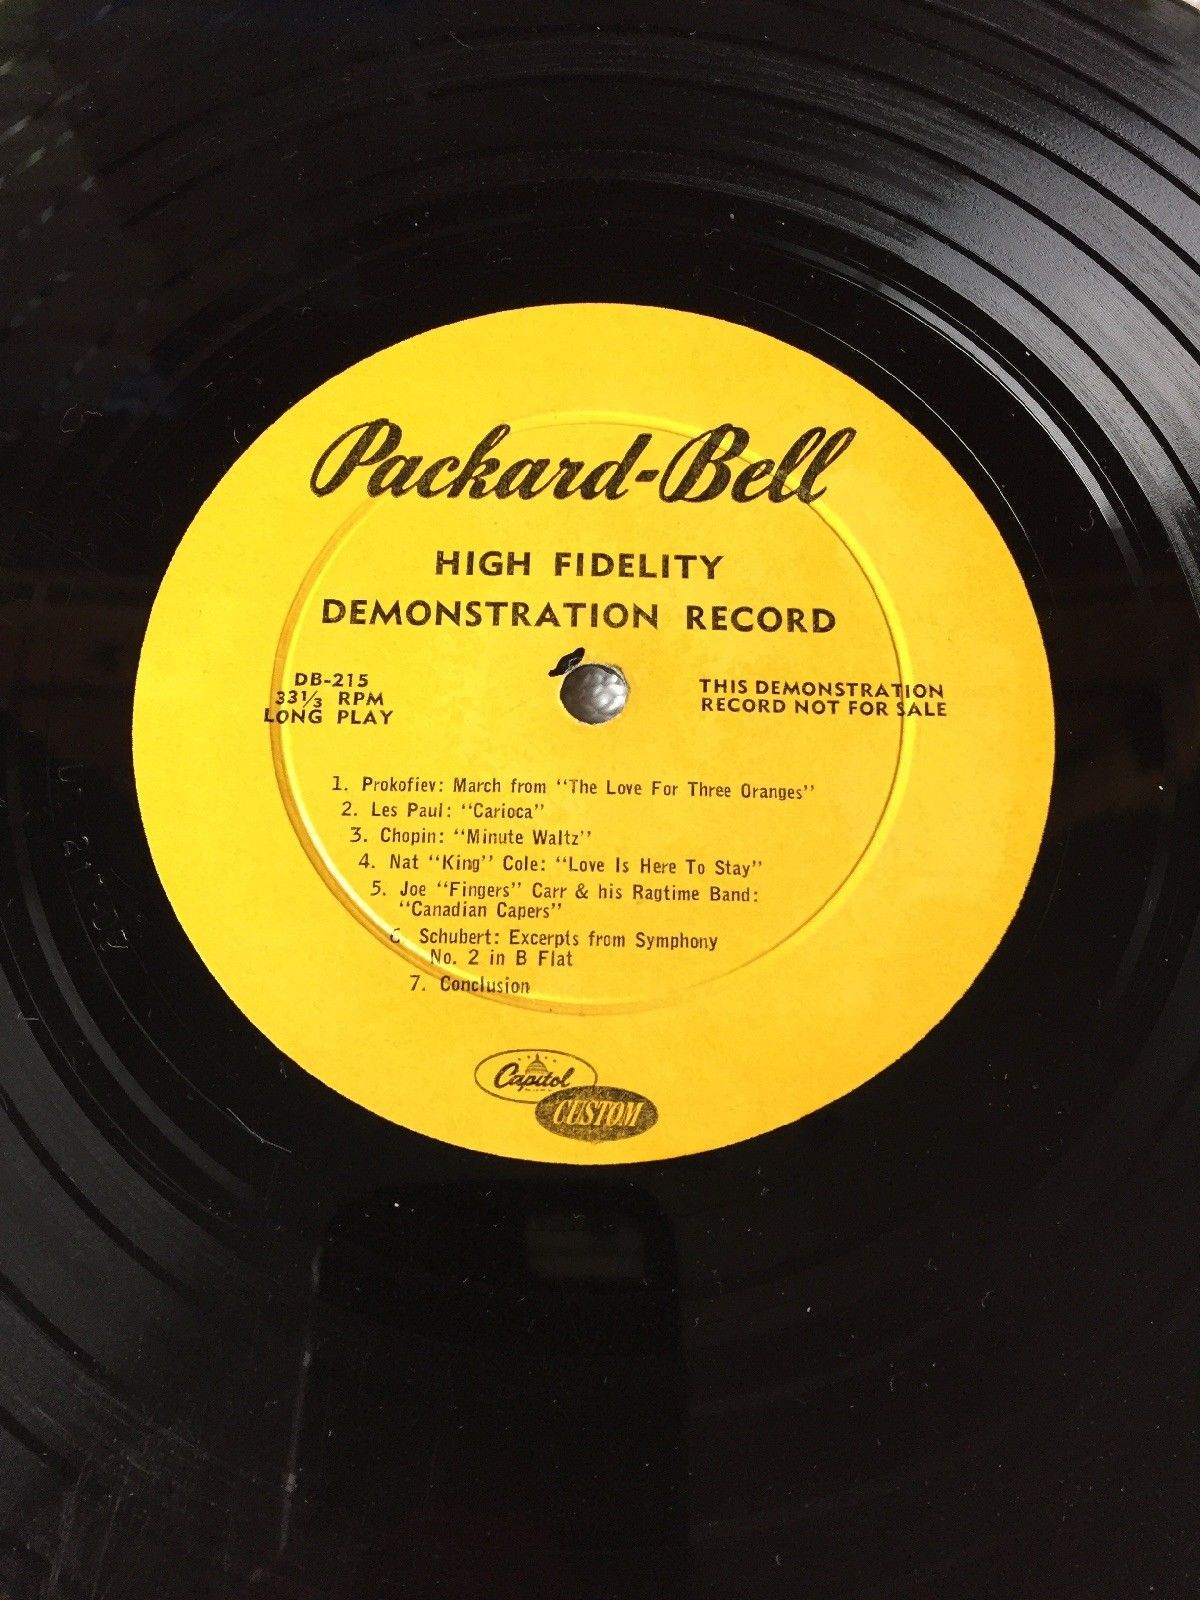 Packard-Bell
HIGH FIDELITY
DEMONSTRATION RECORD
DB-215
33⅓ RPM
LONG PLAY
THIS DEMONSTRATION
RECORD NOT FOR SALE
1. Prokofiev: March from "The Love For Three Oranges"
2. Les Paul: "Carioca"
3. Chopin: "Minute Waltz"
4. Nat "King" Cole: "Love Is Here To Stay"
5. Joe "Fingers" Carr & his Ragtime Band:
"Canadian Capers"
6 Schubert: Excerpts from Symphony
No. 2 in B Flat
7. Conclusion
Capitol
CUSTOM